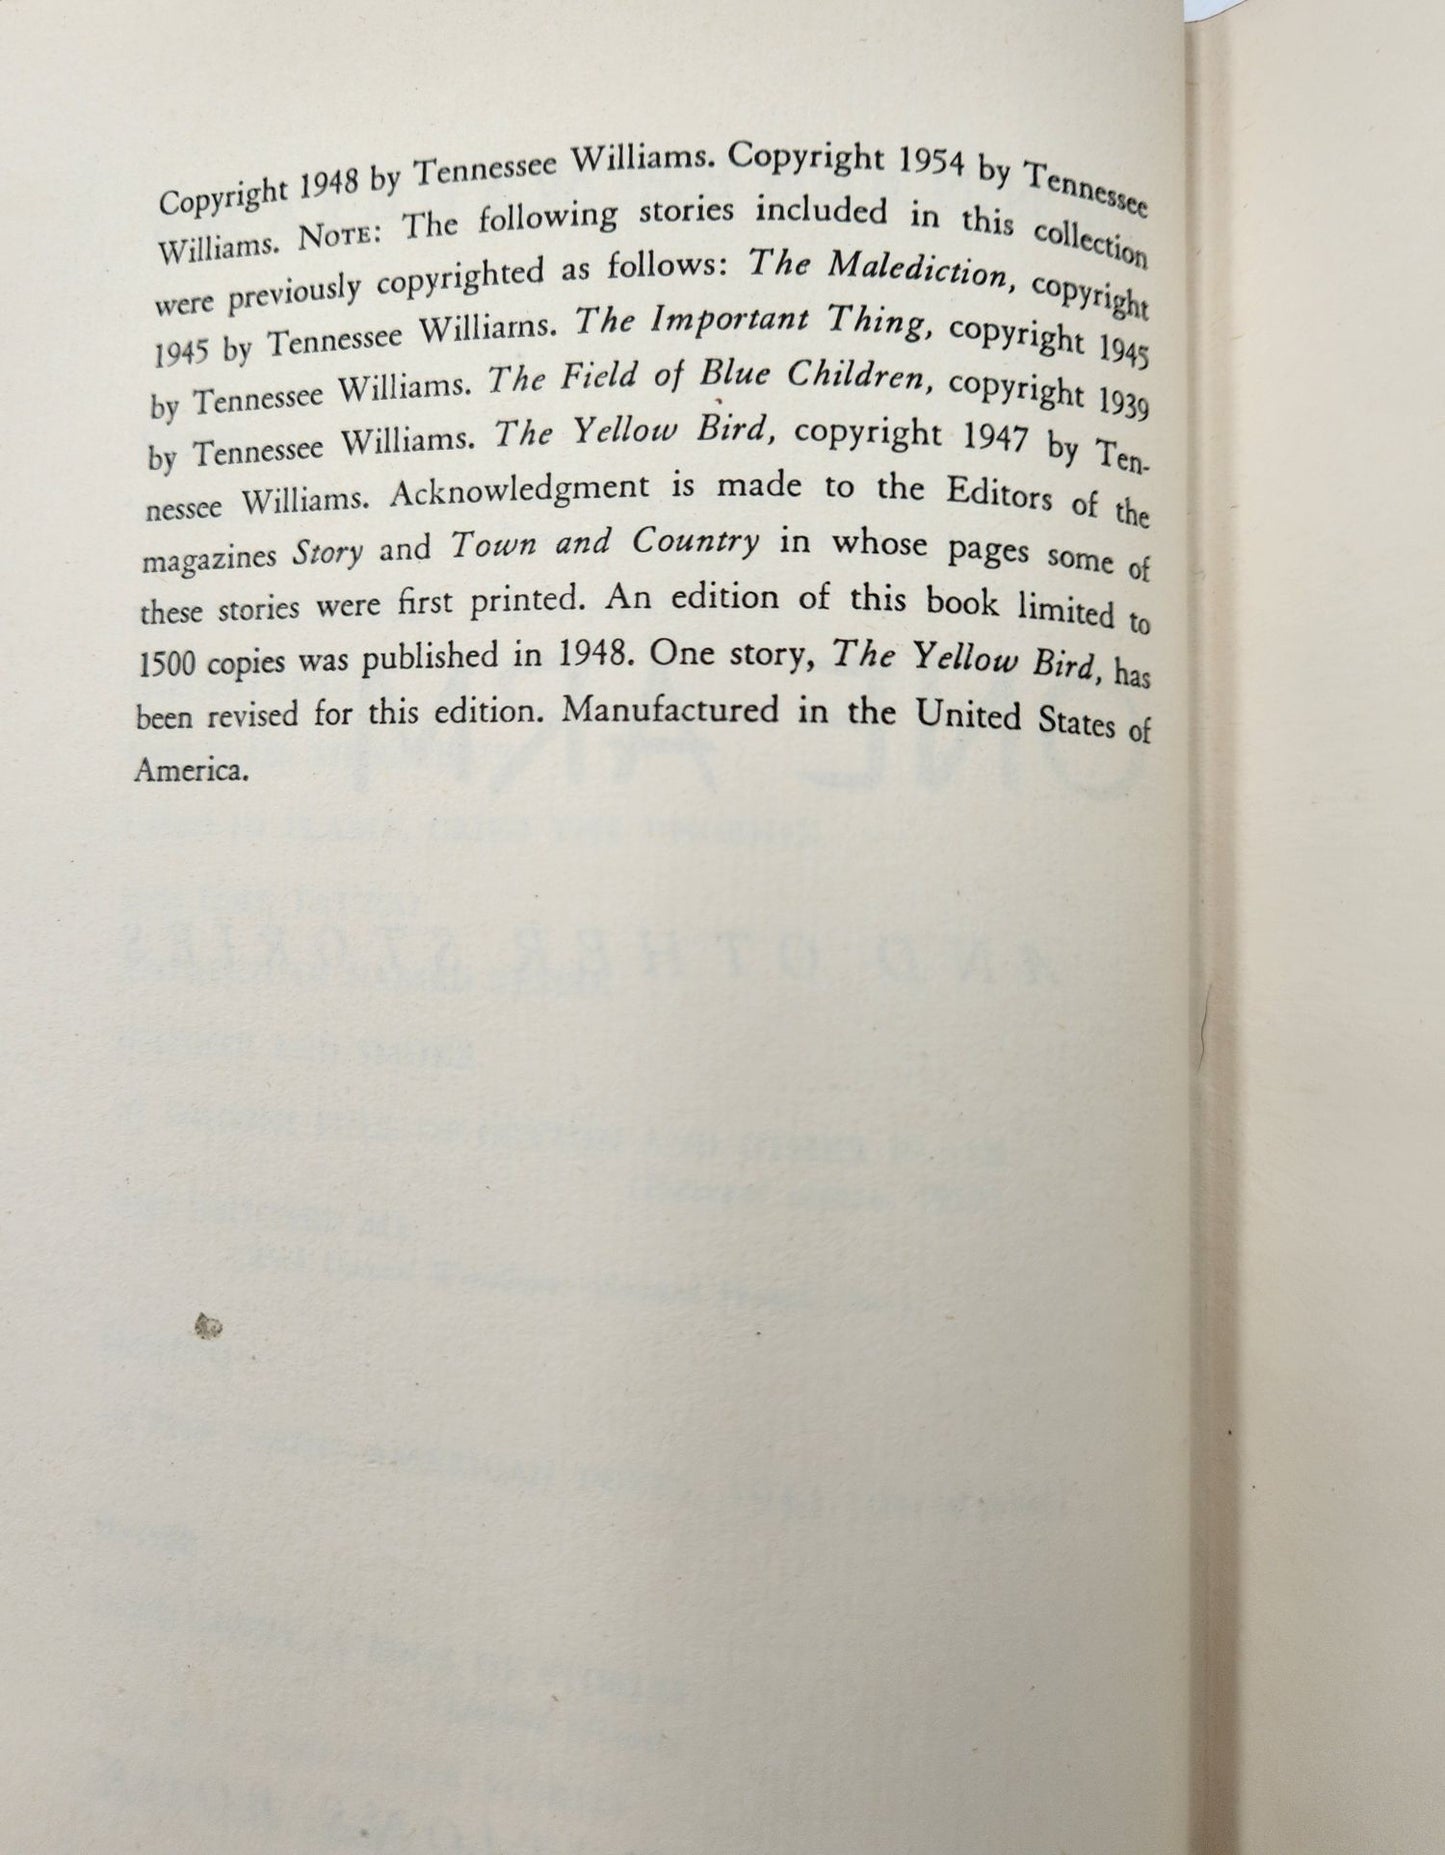 Copyright 1948 by Tennessee Williams. Copyright 1954 by Tennessee
Williams. NOTE: The following stories included in this collection
were previously copyrighted as follows: The Malediction, copyright
1945 by Tennessee Williams. The Important Thing, copyright 1945
by Tennessee Williams. The Field of Blue Children, copyright 1939
by Tennessee Williams. The Yellow Bird, copyright 1947 by Ten-
nessee Williams. Acknowledgment is made to the Editors of the
magazines Story and Town and Country in whose pages some of
these stories were first printed. An edition of this book limited to
1500 copies was published in 1948. One story, The Yellow Bird, has
been revised for this edition. Manufactured in the United States of
America.
AND OTHER STORIES